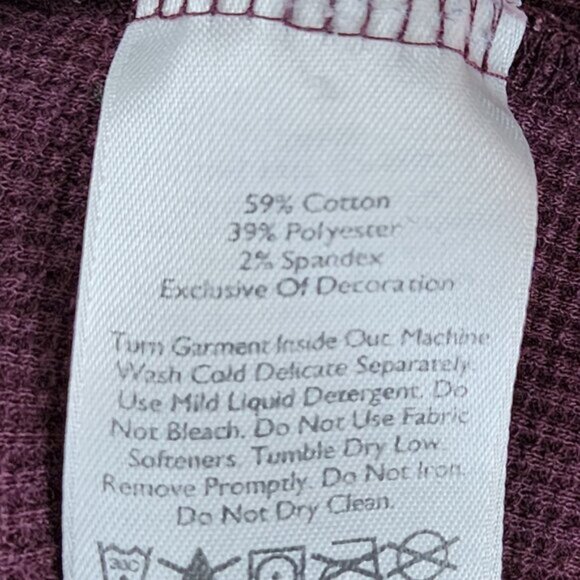 59% Cotton
39% Polyester
2% Spandex
Exclusive Of Decoration
Turn Garment Inside Out. Machine
Wash Cold Delicate Separately.
Use Mild Liquid Detergent. Do
Not Bleach. Do Not Use Fabric
Softeners. Tumble Dry Low.
Remove Promptly. Do Not Iron.
Do Not Dry Clean.
30C